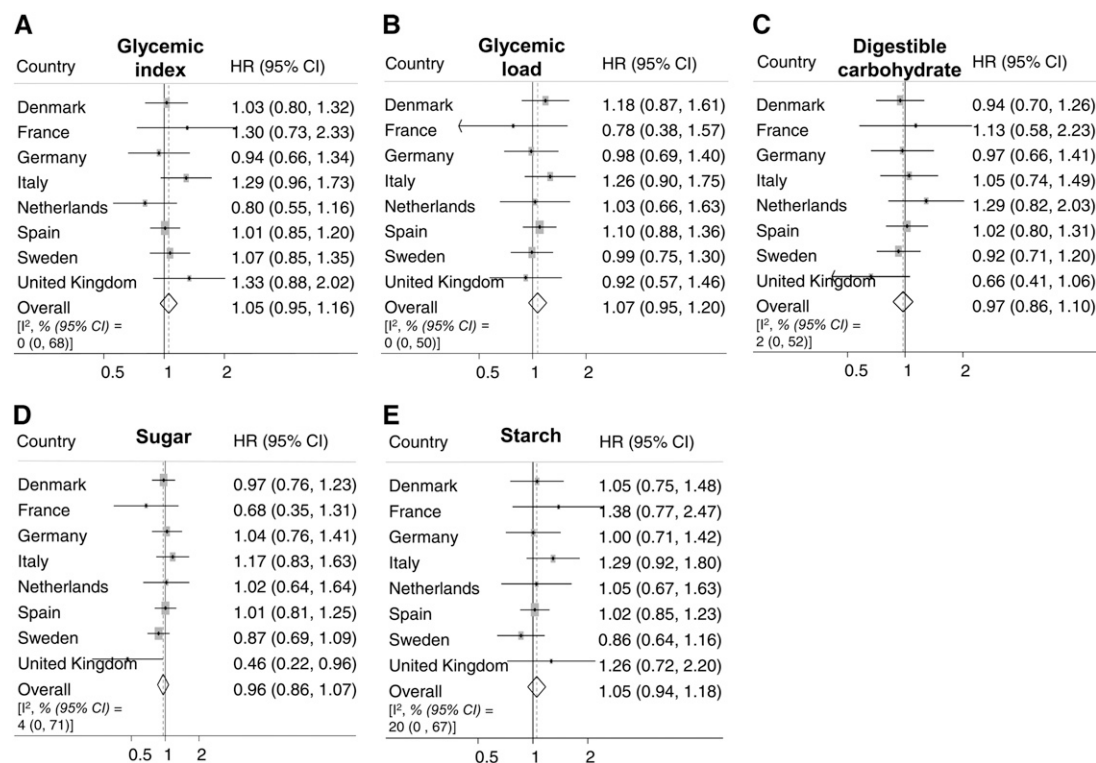 A
Country
Glycemic
index
HR (95% CI)
Denmark 1.03 (0.80, 1.32)
France 1.30 (0.73, 2.33)
Germany 0.94 (0.66, 1.34)
Italy 1.29 (0.96, 1.73)
Netherlands 0.80 (0.55, 1.16)
Spain 1.01 (0.85, 1.20)
Sweden 1.07 (0.85, 1.35)
United Kingdom 1.33 (0.88, 2.02)
Overall 1.05 (0.95, 1.16)
[I², % (95% CI) =
0 (0, 68)]
0.5 1 2
B
Country
Glycemic
load
HR (95% CI)
Denmark 1.18 (0.87, 1.61)
France 0.78 (0.38, 1.57)
Germany 0.98 (0.69, 1.40)
Italy 1.26 (0.90, 1.75)
Netherlands 1.03 (0.66, 1.63)
Spain 1.10 (0.88, 1.36)
Sweden 0.99 (0.75, 1.30)
United Kingdom 0.92 (0.57, 1.46)
Overall 1.07 (0.95, 1.20)
[I², % (95% CI) =
0 (0, 50)]
0.5 1 2
C
Country
Digestible
carbohydrate
HR (95% CI)
Denmark 0.94 (0.70, 1.26)
France 1.13 (0.58, 2.23)
Germany 0.97 (0.66, 1.41)
Italy 1.05 (0.74, 1.49)
Netherlands 1.29 (0.82, 2.03)
Spain 1.02 (0.80, 1.31)
Sweden 0.92 (0.71, 1.20)
United Kingdom 0.66 (0.41, 1.06)
Overall 0.97 (0.86, 1.10)
[I², % (95% CI) =
2 (0, 52)]
0.5 1 2
D
Country Sugar HR (95% CI)
Denmark 0.97 (0.76, 1.23)
France 0.68 (0.35, 1.31)
Germany 1.04 (0.76, 1.41)
Italy 1.17 (0.83, 1.63)
Netherlands 1.02 (0.64, 1.64)
Spain 1.01 (0.81, 1.25)
Sweden 0.87 (0.69, 1.09)
United Kingdom 0.46 (0.22, 0.96)
Overall 0.96 (0.86, 1.07)
[I², % (95% CI) =
4 (0, 71)]
0.5 1 2
E
Country Starch HR (95% CI)
Denmark 1.05 (0.75, 1.48)
France 1.38 (0.77, 2.47)
Germany 1.00 (0.71, 1.42)
Italy 1.29 (0.92, 1.80)
Netherlands 1.05 (0.67, 1.63)
Spain 1.02 (0.85, 1.23)
Sweden 0.86 (0.64, 1.16)
United Kingdom 1.26 (0.72, 2.20)
Overall 1.05 (0.94, 1.18)
[I², % (95% CI) =
20 (0 , 67)]
0.5 1 2